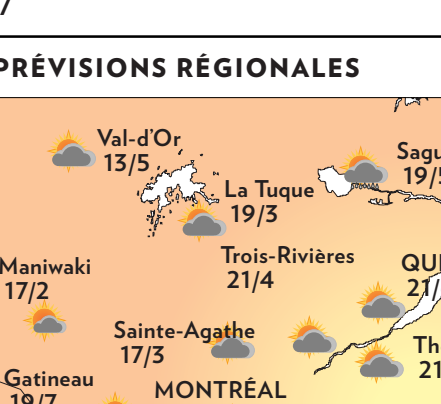 PRÉVISIONS RÉGIONALES
Val-d'Or
13/5
La Tuque
19/3
Trois-Rivières
21/4
Maniwaki
17/2
Sainte-Agathe
17/3
Gatineau
MONTRÉAL